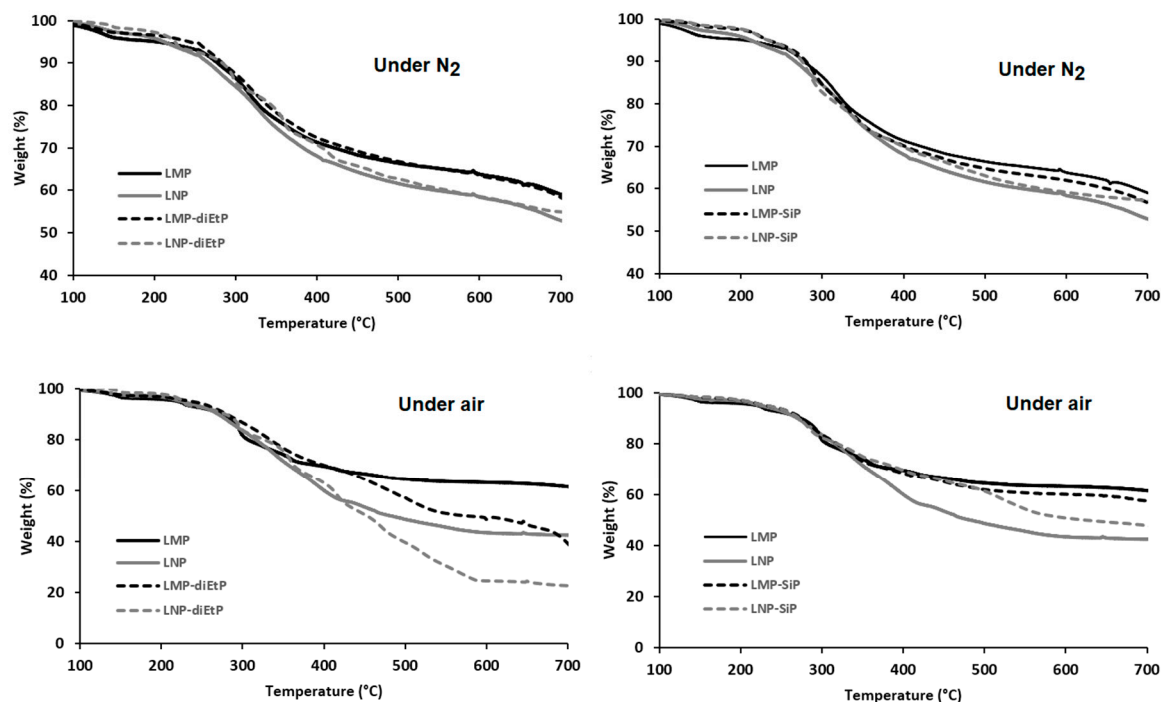 Under N2
Weight (%)
100
90
80
70
60
50
40
LMP
LNP
LMP-diEtP
LNP-diEtP
100 200 300 400 500 600 700
Temperature (°C)
Under N2
Weight (%)
100
90
80
70
60
50
40
LMP
LNP
LMP-SiP
LNP-SiP
100 200 300 400 500 600 700
Temperature (°C)
Under air
Weight (%)
100
80
60
40
20
0
LMP
LNP
LMP-diEtP
LNP-diEtP
100 200 300 400 500 600 700
Temperature (°C)
Under air
Weight (%)
100
80
60
40
20
0
LMP
LNP
LMP-SiP
LNP-SiP
100 200 300 400 500 600 700
Temperature (°C)